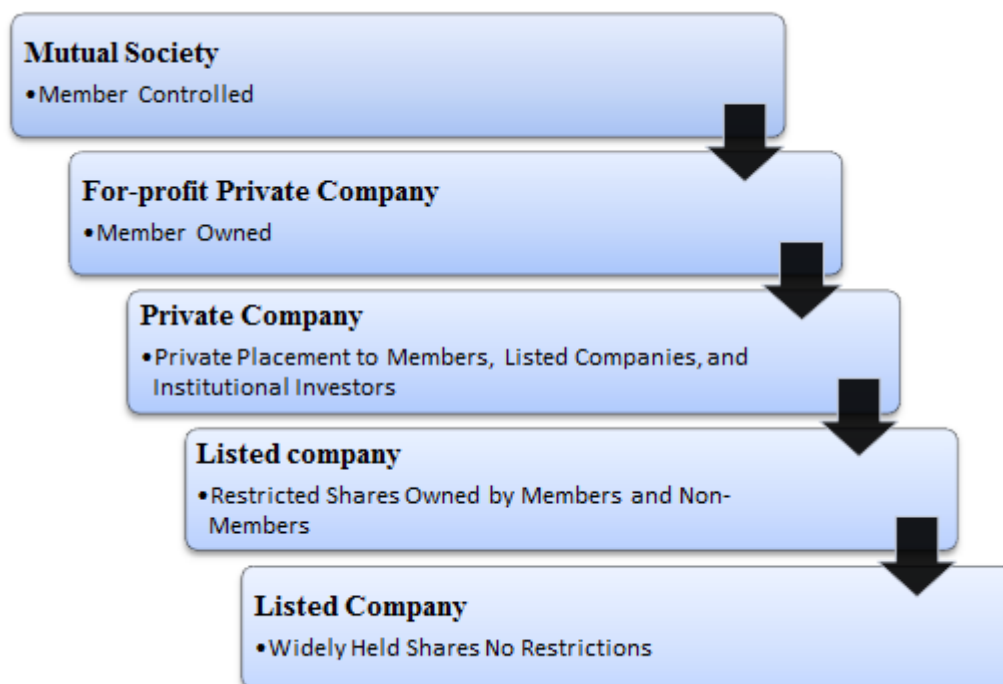 Mutual Society
•Member Controlled
For-profit Private Company
•Member Owned
Private Company
•Private Placement to Members, Listed Companies, and
Institutional Investors
Listed company
•Restricted Shares Owned by Members and Non-
Members
Listed Company
•Widely Held Shares No Restrictions